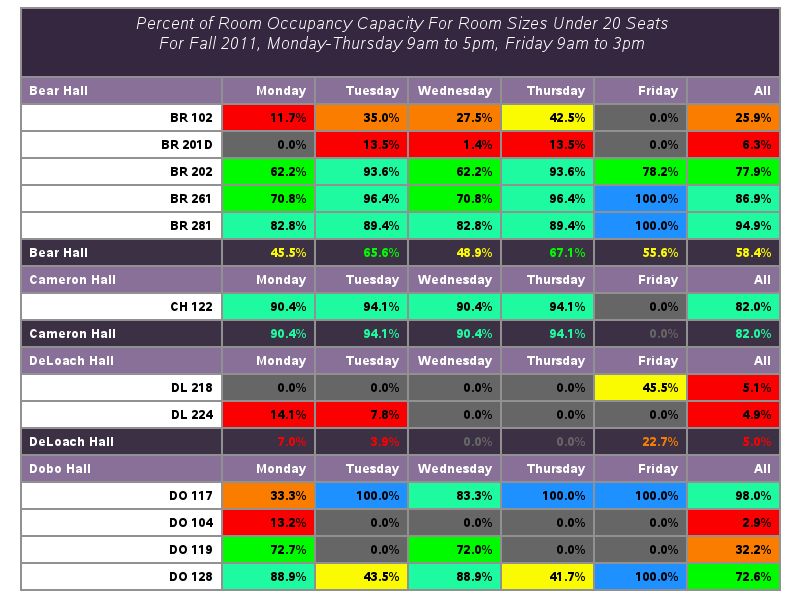 Percent of Room Occupancy Capacity For Room Sizes Under 20 Seats
For Fall 2011, Monday-Thursday 9am to 5pm, Friday 9am to 3pm
Bear Hall Monday Tuesday Wednesday Thursday Friday All
BR 102 11.7% 35.0% 27.5% 42.5% 0.0% 25.9%
BR 201D 0.0% 13.5% 1.4% 13.5% 0.0% 6.3%
BR 202 62.2% 93.6% 62.2% 93.6% 78.2% 77.9%
BR 261 70.8% 96.4% 70.8% 96.4% 100.0% 86.9%
BR 281 82.8% 89.4% 82.8% 89.4% 100.0% 94.9%
Bear Hall 45.5% 65.6% 48.9% 67.1% 55.6% 58.4%
Cameron Hall Monday Tuesday Wednesday Thursday Friday All
CH 122 90.4% 94.1% 90.4% 94.1% 0.0% 82.0%
Cameron Hall 90.4% 94.1% 90.4% 94.1% 0.0% 82.0%
DeLoach Hall Monday Tuesday Wednesday Thursday Friday All
DL 218 0.0% 0.0% 0.0% 0.0% 45.5% 5.1%
DL 224 14.1% 7.8% 0.0% 0.0% 0.0% 4.9%
DeLoach Hall 7.0% 3.9% 0.0% 0.0% 22.7% 5.0%
Dobo Hall Monday Tuesday Wednesday Thursday Friday All
DO 117 33.3% 100.0% 83.3% 100.0% 100.0% 98.0%
DO 104 13.2% 0.0% 0.0% 0.0% 0.0% 2.9%
DO 119 72.7% 0.0% 72.0% 0.0% 0.0% 32.2%
DO 128 88.9% 43.5% 88.9% 41.7% 100.0% 72.6%